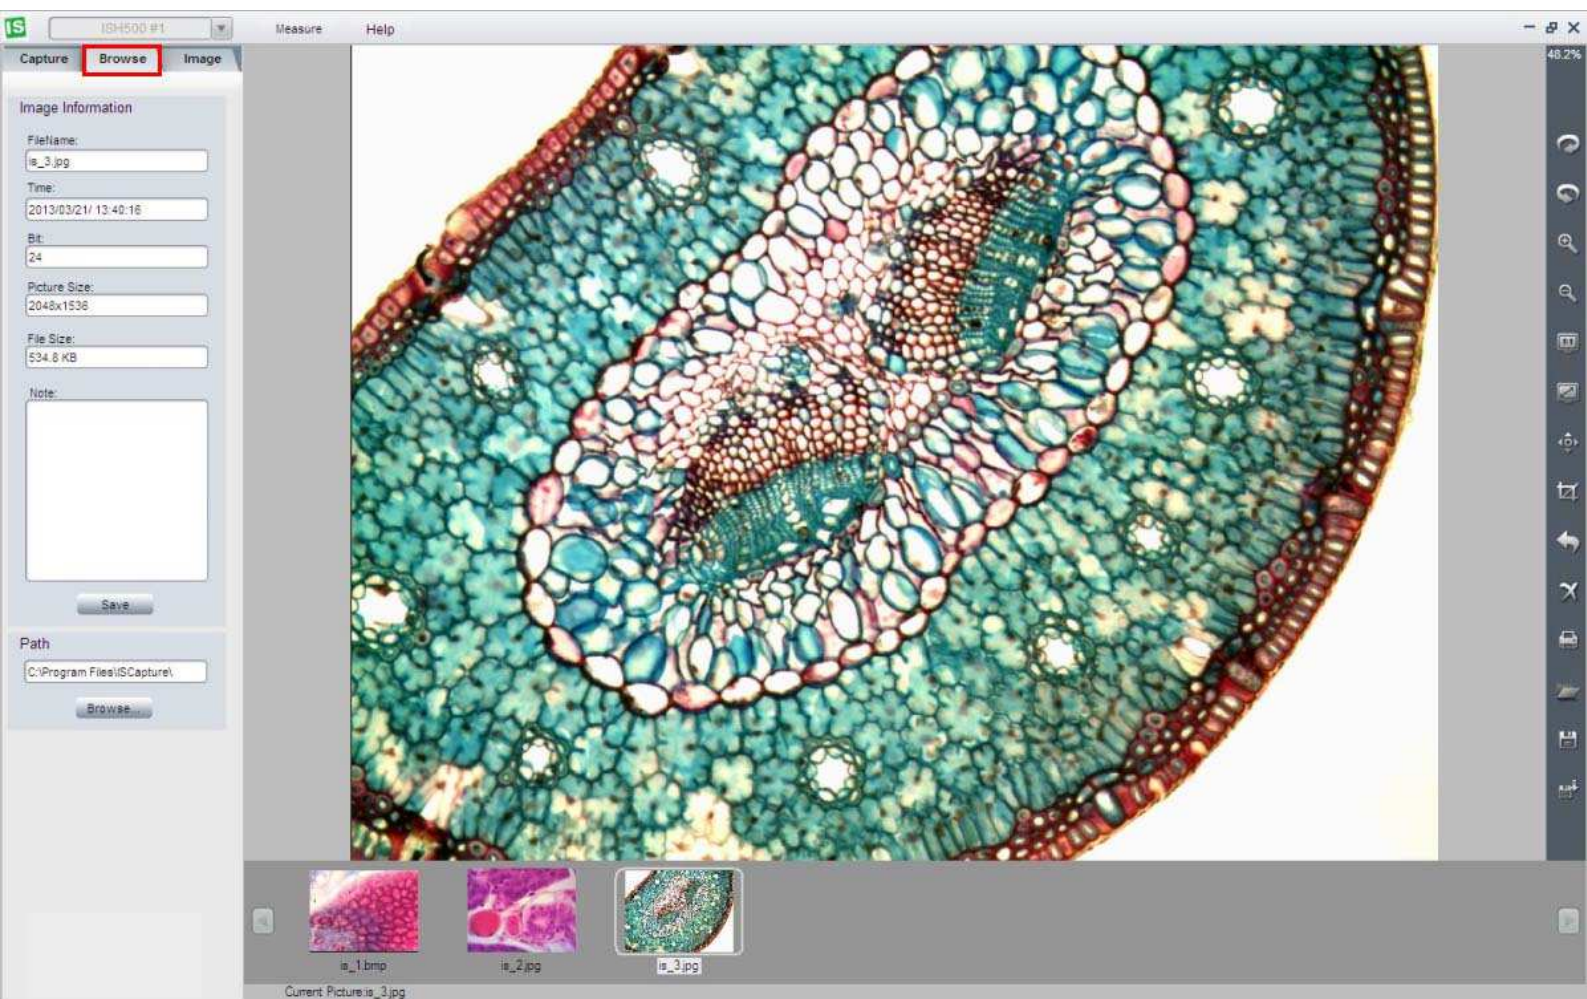 IS
ISH500 #1
Measure
Help
48.2%
Capture
Browse
Image
Image Information
FileName:
is_3.jpg
Time:
2013/03/21/ 13:40:16
Bit:
24
Picture Size:
2048x1536
File Size:
534.8 KB
Note:
Save
Path
C:\Program Files\ISCapture\
Browse...
is_1.bmp
is_2.jpg
is_3.jpg
Current Picture:is_3.jpg